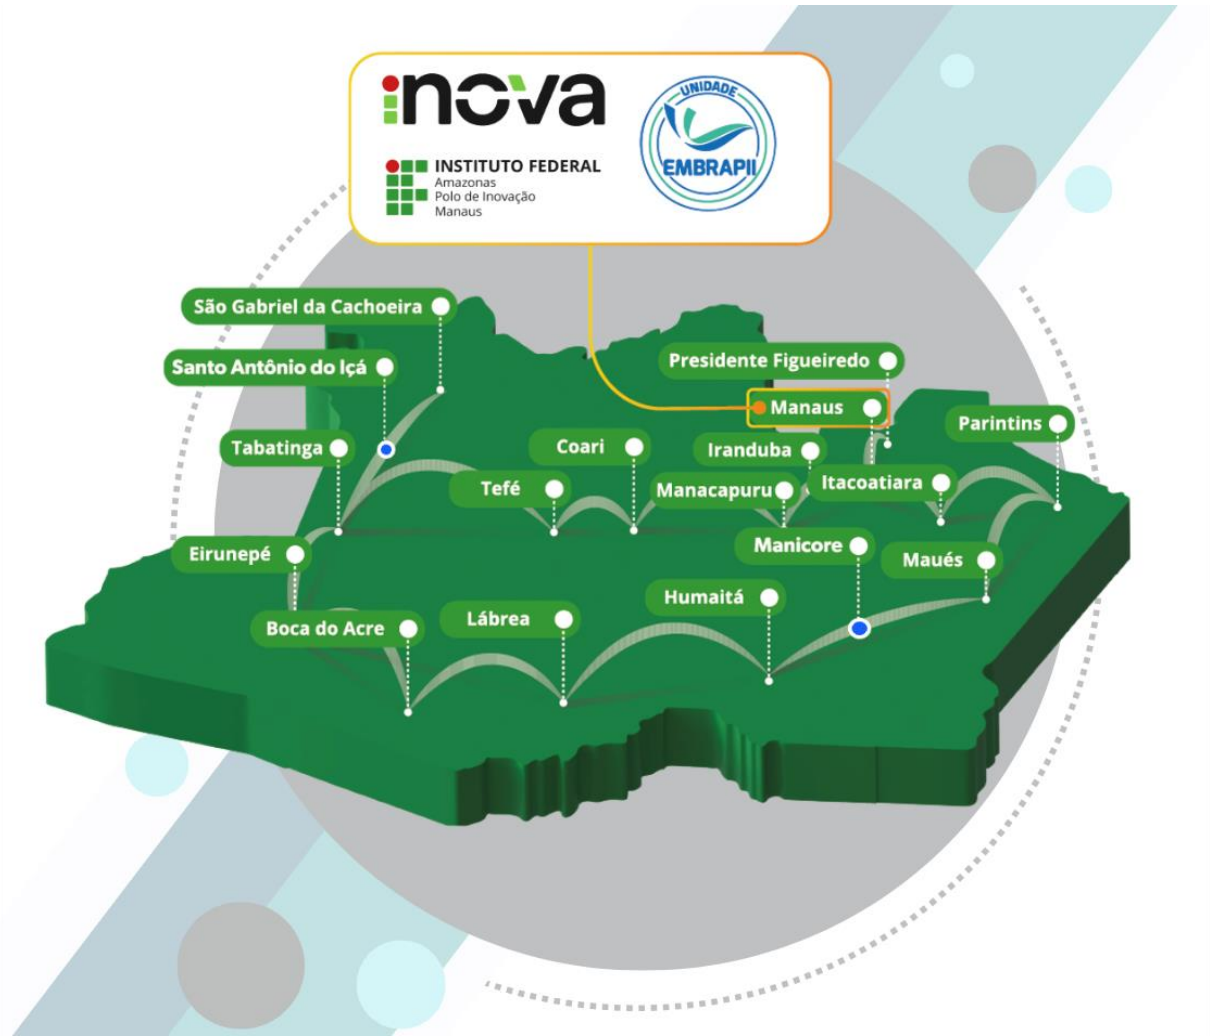 inova
INSTITUTO FEDERAL
Amazonas
Polo de Inovação
Manaus
UNIDADE
EMBRAPII
São Gabriel da Cachoeira
Santo Antônio do Içá
Presidente Figueiredo
Manaus
Parintins
Tabatinga
Coari
Iranduba
Tefé
Manacapuru
Itacoatiara
Eirunepé
Manicore
Maués
Humaitá
Boca do Acre
Lábrea